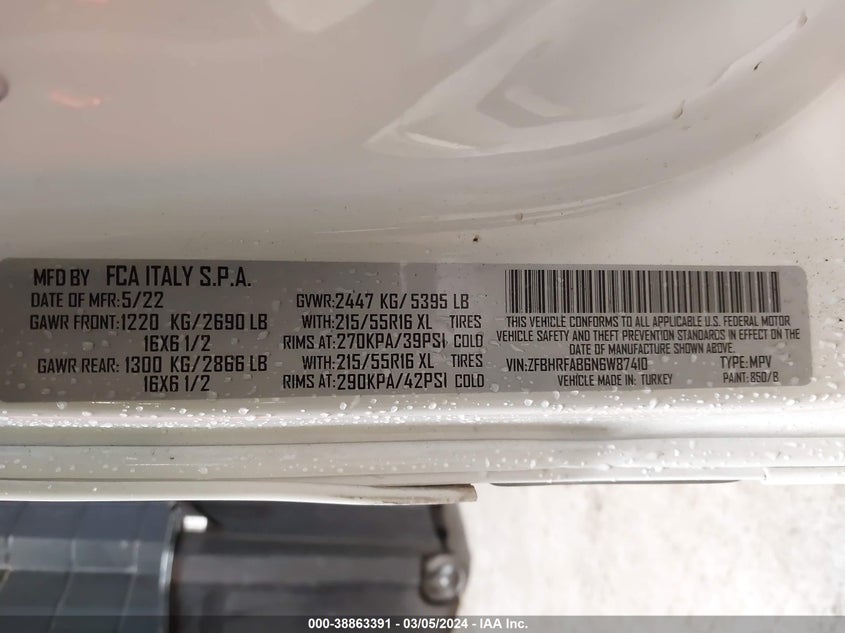 MFD BY FCA ITALY S.P.A.
DATE OF MFR:5/22 GVWR:2447 KG/ 5395 LB
GAWR FRONT:1220 KG/2690 LB WITH:215/55R16 XL TIRES
16X6 1/2 RIMS AT:270KPA/39PSI COLD
GAWR REAR: 1300 KG/2866 LB WITH:215/55R16 XL TIRES
16X6 1/2 RIMS AT:290KPA/42PSI COLD
THIS VEHICLE CONFORMS TO ALL APPLICABLE U.S. FEDERAL MOTOR
VEHICLE SAFETY AND THEFT PREVENTION STANDARDS IN EFFECT ON THE
DATE OF MANUFACTURE SHOWN ABOVE.
VIN:ZFBHRFAB6N6W87410 TYPE: MPV
VEHICLE MADE IN: TURKEY PAINT: 850/B
000-38863391 - 03/05/2024 - IAA Inc.